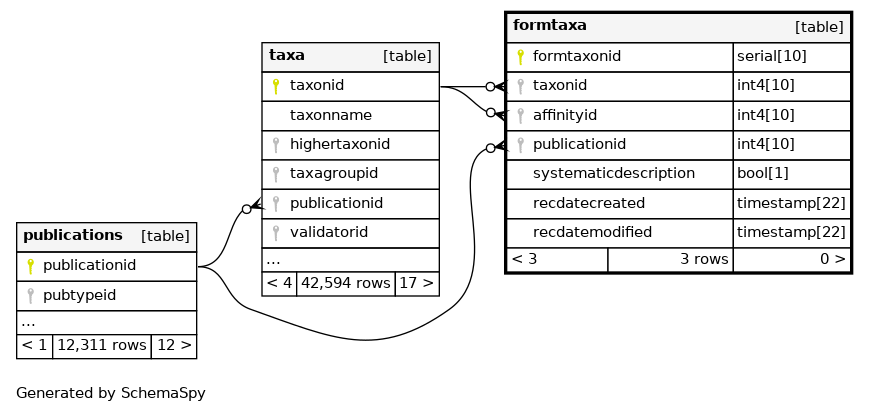 formtaxa [table]
formtaxonid serial[10]
taxonid int4[10]
affinityid int4[10]
publicationid int4[10]
systematicdescription bool[1]
recdatecreated timestamp[22]
recdatemodified timestamp[22]
< 3 3 rows 0 >
taxa [table]
taxonid
taxonname
highertaxonid
taxagroupid
publicationid
validatorid
...
< 4 42,594 rows 17 >
publications [table]
publicationid
pubtypeid
...
< 1 12,311 rows 12 >
Generated by SchemaSpy